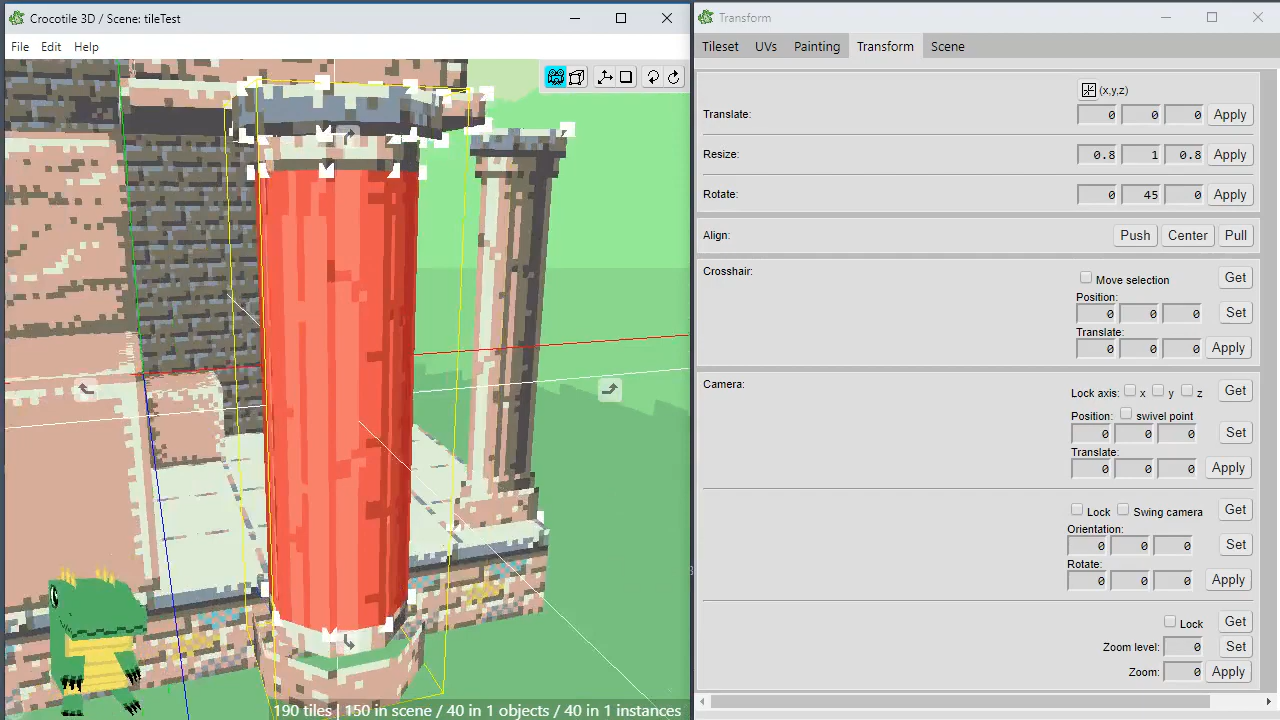 Crocotile 3D / Scene: tileTest
File Edit Help
190 tiles | 150 in scene / 40 in 1 objects / 40 in 1 instances
Transform
Tileset UVs Painting Transform Scene
(x,y,z)
Translate: 0 0 0 Apply
Resize: 0.8 1 0.8 Apply
Rotate: 0 45 0 Apply
Align: Push Center Pull
Crosshair: Move selection Get
Position:
0 0 0 Set
Translate:
0 0 0 Apply
Camera: Lock axis: x y z Get
Position: swivel point
0 0 0 Set
Translate:
0 0 0 Apply
Lock Swing camera Get
Orientation:
0 0 0 Set
Rotate:
0 0 0 Apply
Lock Get
Zoom level: 0 Set
Zoom: 0 Apply